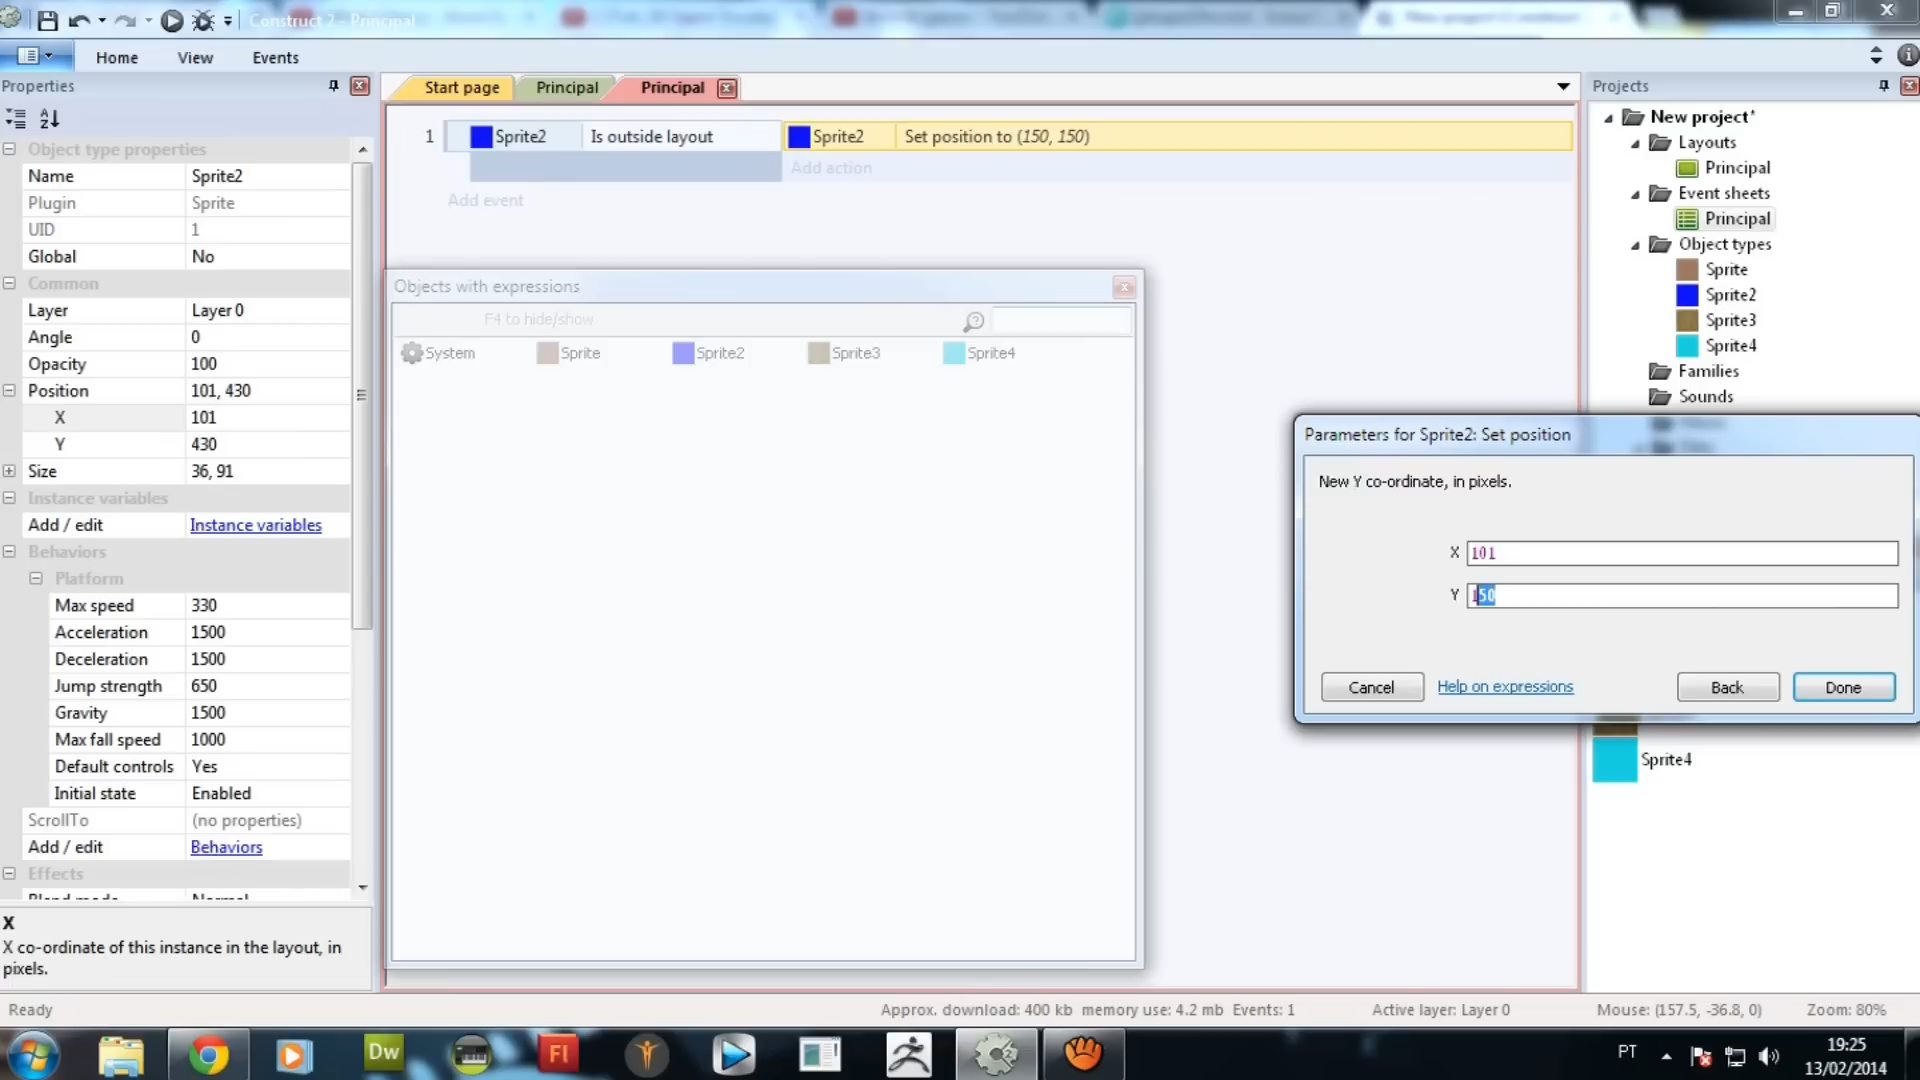 Construct 2 - Principal
Home
View
Events
Properties
Object type properties
Name
Sprite2
Plugin
Sprite
UID
1
Global
No
Common
Layer
Layer 0
Angle
0
Opacity
100
Position
101, 430
X
101
Y
430
Size
36, 91
Instance variables
Add / edit
Instance variables
Behaviors
Platform
Max speed
330
Acceleration
1500
Deceleration
1500
Jump strength
650
Gravity
1500
Max fall speed
1000
Default controls
Yes
Initial state
Enabled
ScrollTo
(no properties)
Add / edit
Behaviors
Effects
X
X co-ordinate of this instance in the layout, in
pixels.
Start page
Principal
Principal
1
Sprite2
Is outside layout
Sprite2
Set position to (150, 150)
Add action
Add event
Objects with expressions
F4 to hide/show
System
Sprite
Sprite2
Sprite3
Sprite4
Projects
New project*
Layouts
Principal
Event sheets
Principal
Object types
Sprite
Sprite2
Sprite3
Sprite4
Families
Sounds
Parameters for Sprite2: Set position
New Y co-ordinate, in pixels.
X
101
Y
150
Cancel
Help on expressions
Back
Done
Sprite4
Ready
Approx. download: 400 kb memory use: 4.2 mb Events: 1
Active layer: Layer 0
Mouse: (157.5, -36.8, 0)
Zoom: 80%
Dw
Fl
PT
19:25
13/02/2014